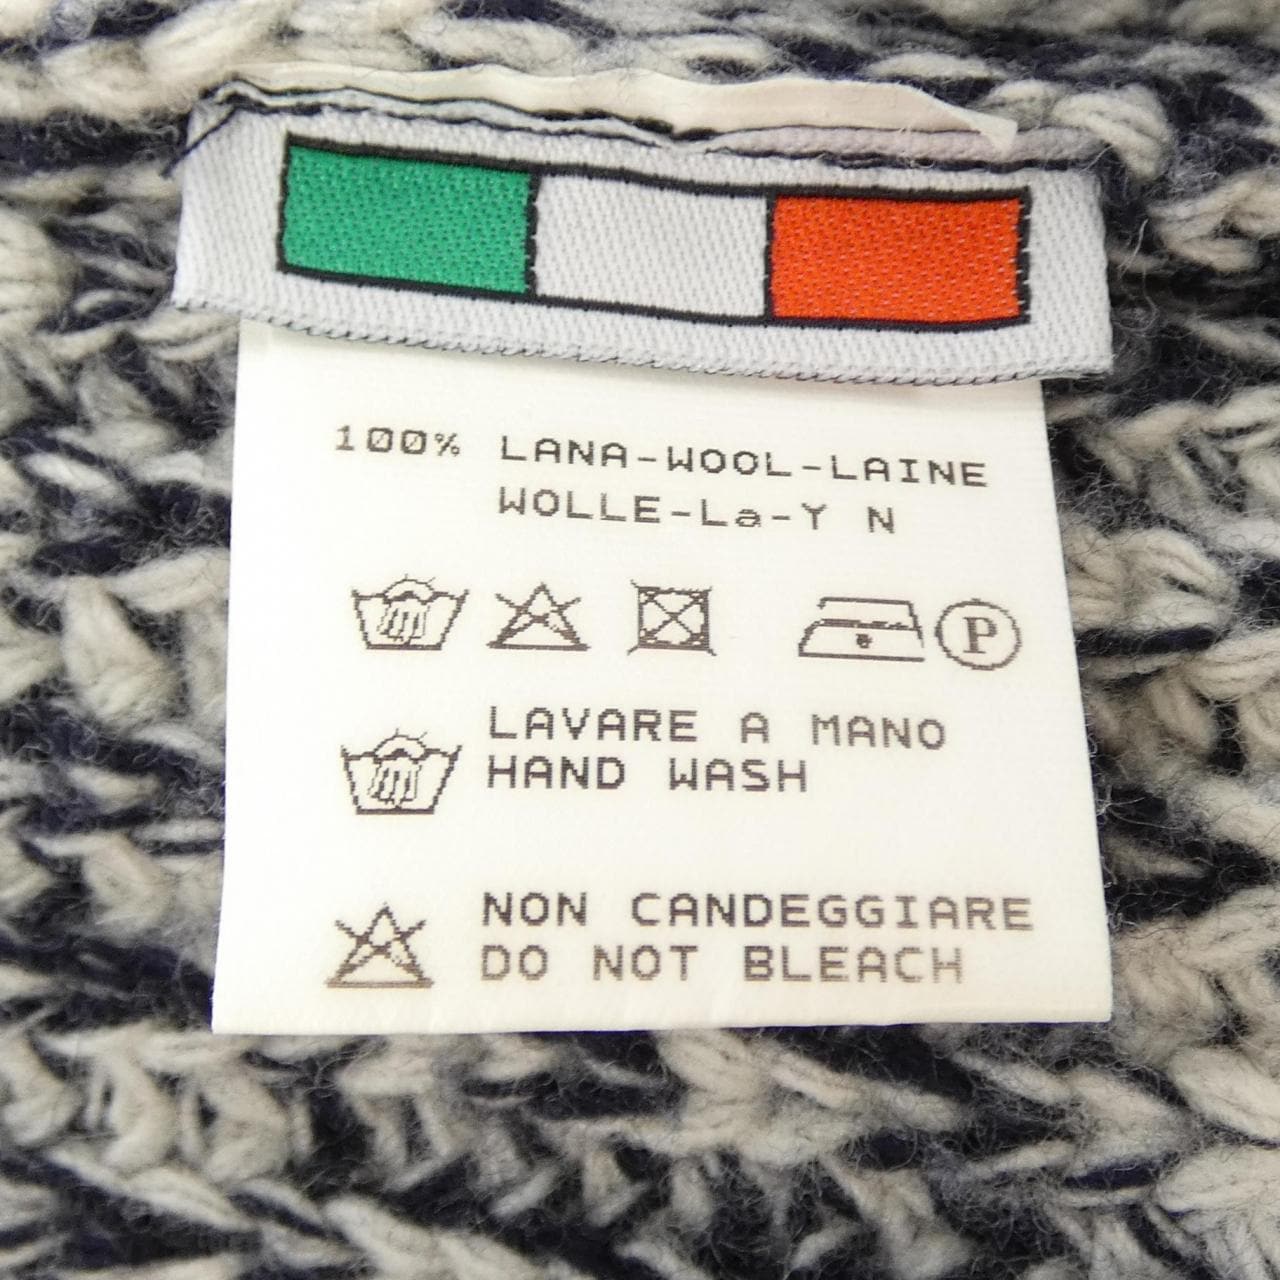 100% LANA-WOOL-LAINE
WOLLE-La-Y N
P
LAVARE A MANO
HAND WASH
NON CANDEGGIARE
DO NOT BLEACH